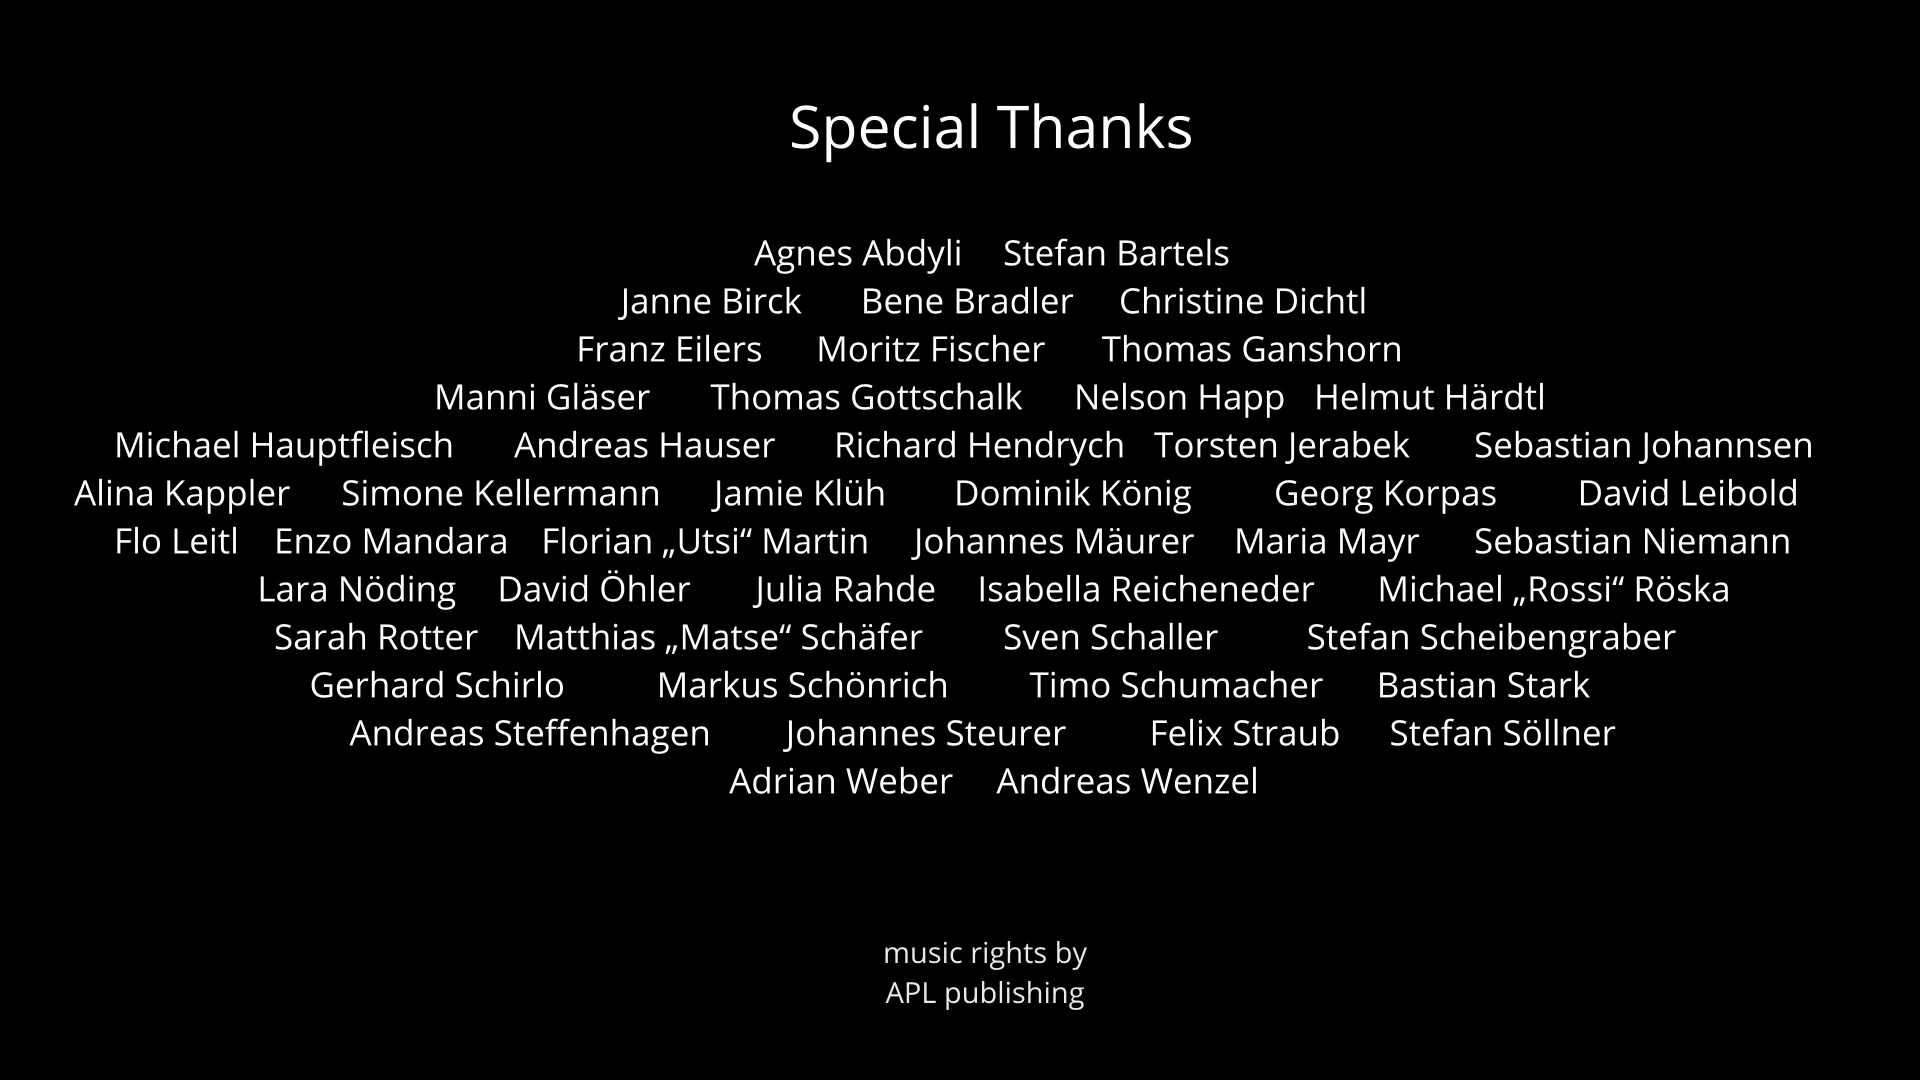 Special Thanks
Agnes Abdyli Stefan Bartels
Janne Birck Bene Bradler Christine Dichtl
Franz Eilers Moritz Fischer Thomas Ganshorn
Manni Gläser Thomas Gottschalk Nelson Happ Helmut Härdtl
Michael Hauptfleisch Andreas Hauser Richard Hendrych Torsten Jerabek Sebastian Johannsen
Alina Kappler Simone Kellermann Jamie Klüh Dominik König Georg Korpas David Leibold
Flo Leitl Enzo Mandara Florian „Utsi“ Martin Johannes Mäurer Maria Mayr Sebastian Niemann
Lara Nöding David Öhler Julia Rahde Isabella Reicheneder Michael „Rossi“ Röska
Sarah Rotter Matthias „Matse“ Schäfer Sven Schaller Stefan Scheibengraber
Gerhard Schirlo Markus Schönrich Timo Schumacher Bastian Stark
Andreas Steffenhagen Johannes Steurer Felix Straub Stefan Söllner
Adrian Weber Andreas Wenzel
music rights by
APL publishing